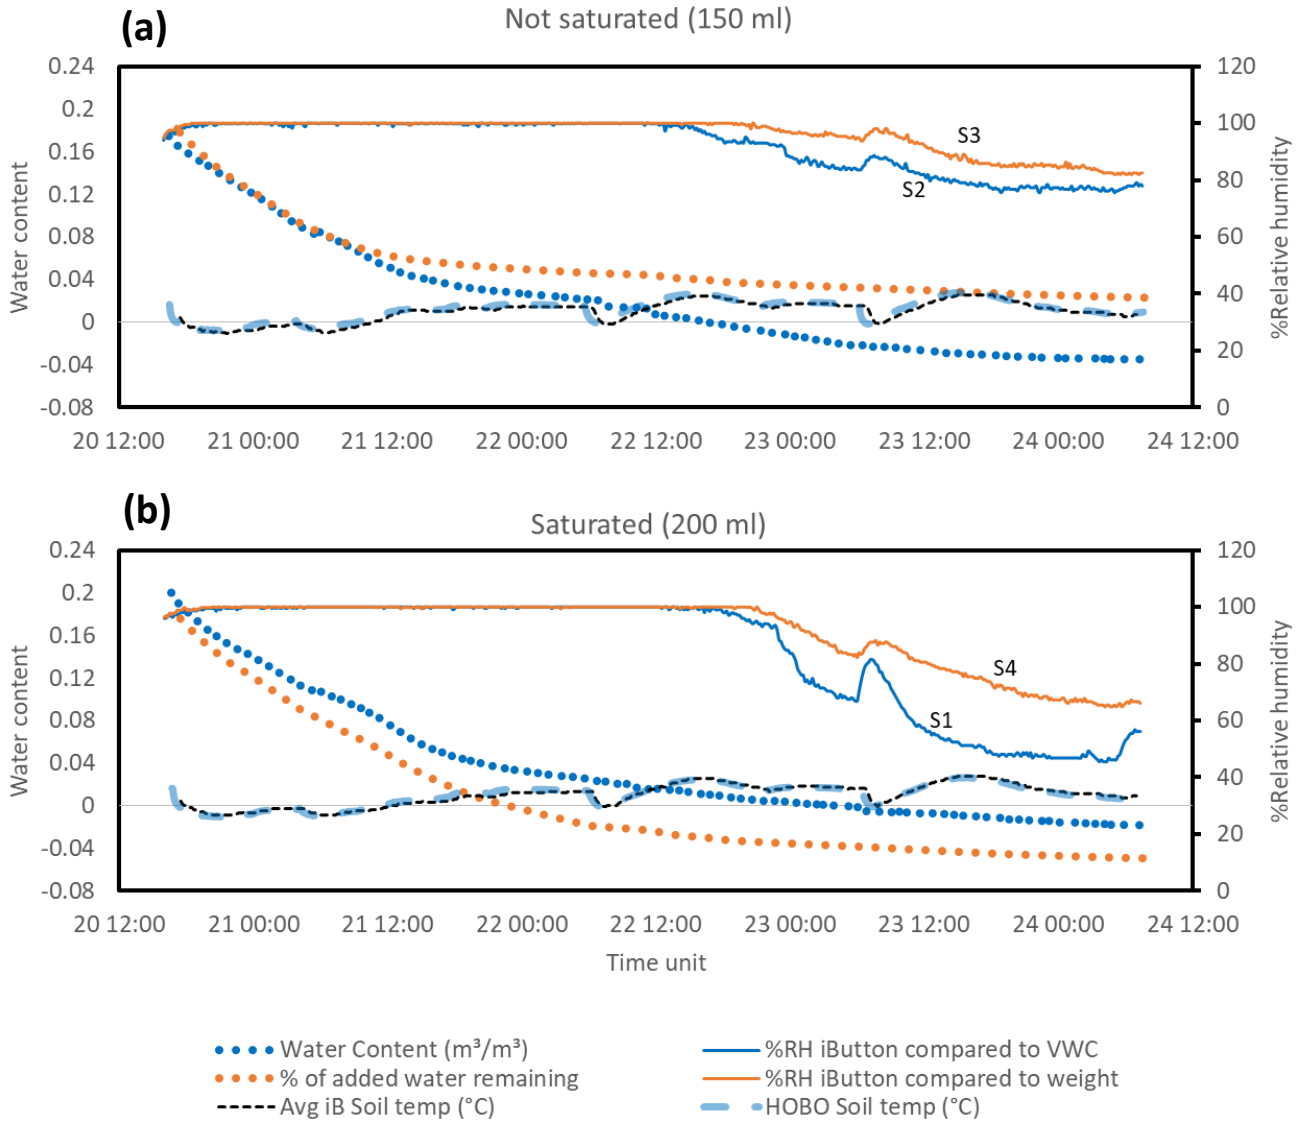 (a)
Not saturated (150 ml)
0.24
0.2
0.16
0.12
0.08
0.04
0
-0.04
-0.08
Water content
120
100
80
60
40
20
0
%Relative humidity
S3
S2
20 12:00 21 00:00 21 12:00 22 00:00 22 12:00 23 00:00 23 12:00 24 00:00 24 12:00
(b)
Saturated (200 ml)
0.24
0.2
0.16
0.12
0.08
0.04
0
-0.04
-0.08
Water content
120
100
80
60
40
20
0
%Relative humidity
S4
S1
20 12:00 21 00:00 21 12:00 22 00:00 22 12:00 23 00:00 23 12:00 24 00:00 24 12:00
Time unit
Water Content (m³/m³)
%RH iButton compared to VWC
% of added water remaining
%RH iButton compared to weight
Avg iB Soil temp (°C)
HOBO Soil temp (°C)